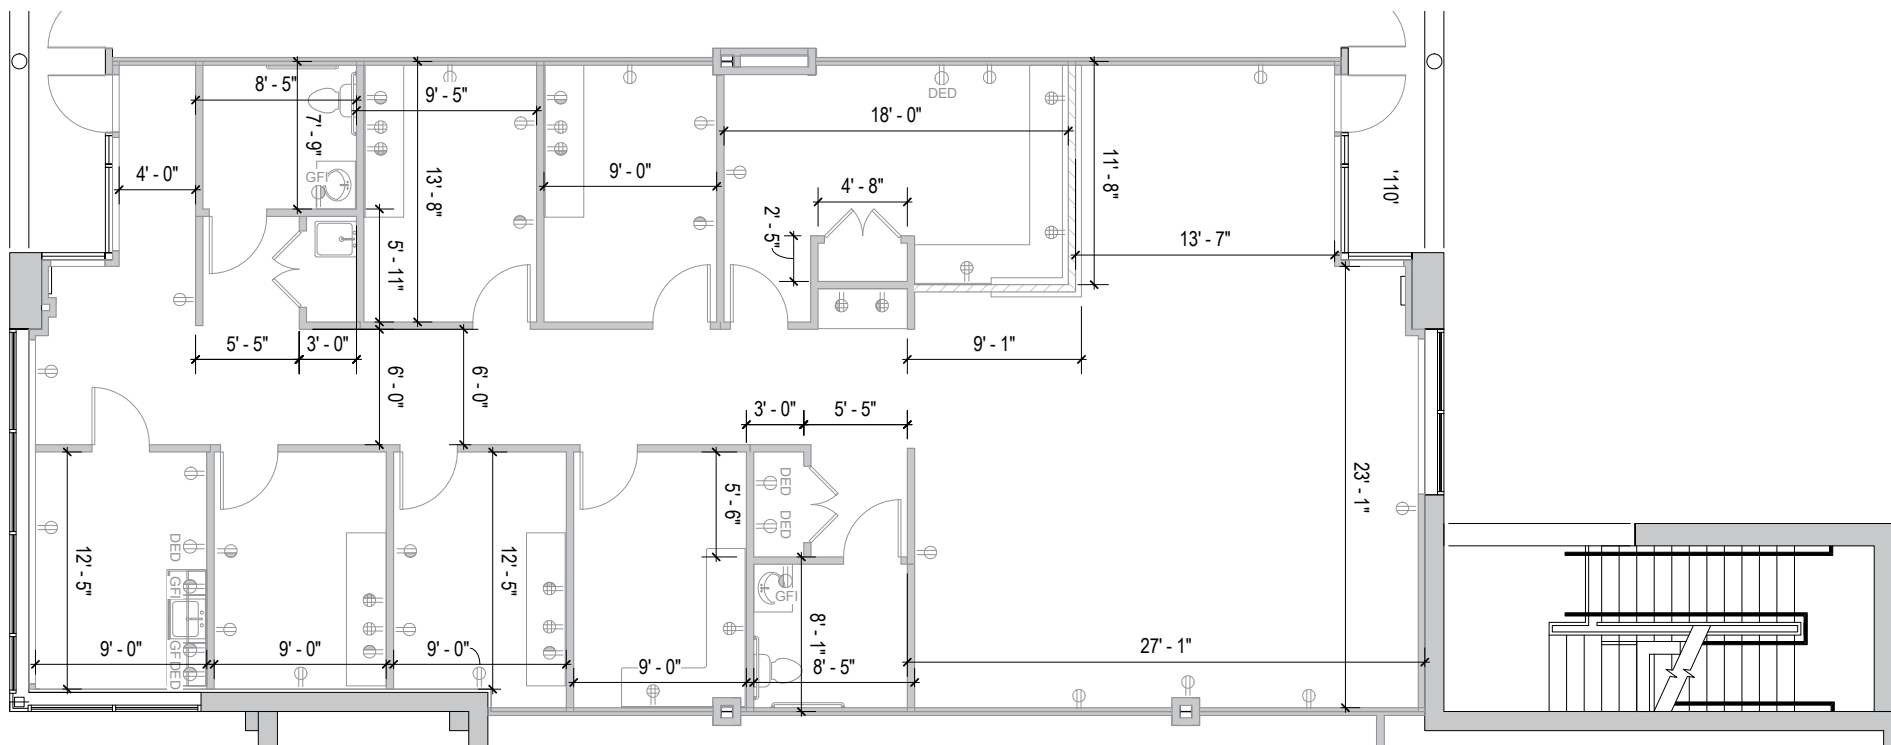 8' - 5"
9' - 5"
DED
18' - 0"
7' - 9"
4' - 0"
GFI
13' - 8"
9' - 0"
4' - 8"
11' - 8"
'110'
2' - 5"
13' - 7"
5' - 11"
5' - 5"
3' - 0"
9' - 1"
6' - 0"
6' - 0"
3' - 0"
5' - 5"
23' - 1"
5' - 6"
DED
DED
DED
12' - 5"
GFI
12' - 5"
GFI
8' - 1"
9' - 0"
GF
DED
9' - 0"
9' - 0"
9' - 0"
8' - 5"
27' - 1"